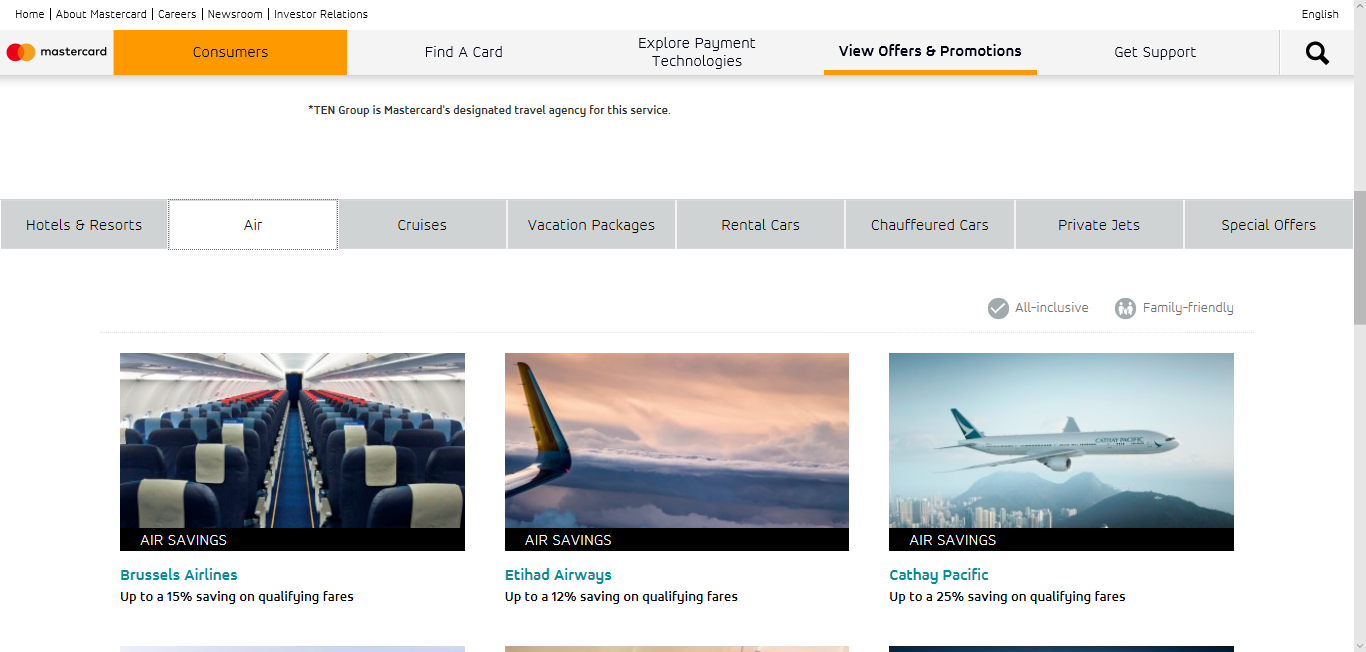 Home | About Mastercard | Careers | Newsroom | Investor Relations
English
mastercard
Consumers
Find A Card
Explore Payment
Technologies
View Offers & Promotions
Get Support
*TEN Group is Mastercard's designated travel agency for this service.
Hotels & Resorts
Air
Cruises
Vacation Packages
Rental Cars
Chauffeured Cars
Private Jets
Special Offers
All-inclusive
Family-friendly
CATHAY PACIFIC
AIR SAVINGS
AIR SAVINGS
AIR SAVINGS
Brussels Airlines
Etihad Airways
Cathay Pacific
Up to a 15% saving on qualifying fares
Up to a 12% saving on qualifying fares
Up to a 25% saving on qualifying fares